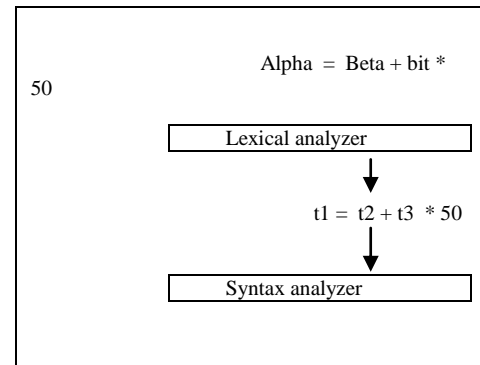 Alpha = Beta + bit *
50
Lexical analyzer
t1 = t2 + t3 * 50
Syntax analyzer